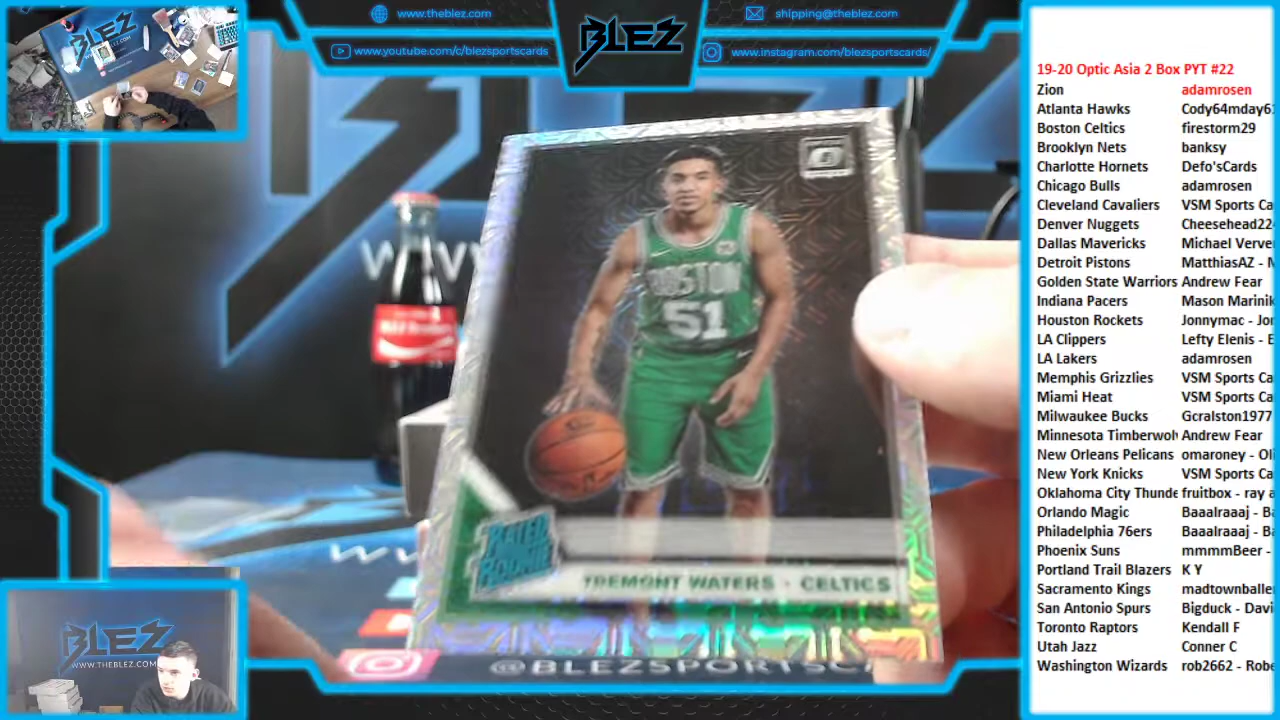 www.theblez.com
www.youtube.com/c/blezsportscards
BLEZ
shipping@theblez.com
www.instagram.com/blezsportscards/
BOSTON
51
RATED
ROOKIE
TREMONT WATERS · CELTICS
@BLEZSPORTSC
BLEZ
WWW.THEBLEZ.COM
19-20 Optic Asia 2 Box PYT #22
Zion adamrosen
Atlanta Hawks Cody64mday6
Boston Celtics firestorm29
Brooklyn Nets banksy
Charlotte Hornets Defo'sCards
Chicago Bulls adamrosen
Cleveland Cavaliers VSM Sports Ca
Denver Nuggets Cheesehead22
Dallas Mavericks Michael Verve
Detroit Pistons MatthiasAZ - 
Golden State Warriors Andrew Fear
Indiana Pacers Mason Marinik
Houston Rockets Jonnymac - Jo
LA Clippers Lefty Elenis - E
LA Lakers adamrosen
Memphis Grizzlies VSM Sports Ca
Miami Heat VSM Sports Ca
Milwaukee Bucks Gcralston1977
Minnesota Timberwol Andrew Fear
New Orleans Pelicans omaroney - Ol
New York Knicks VSM Sports Ca
Oklahoma City Thunde fruitbox - ray a
Orlando Magic Baaalraaaj - Ba
Philadelphia 76ers Baaalraaaj - Ba
Phoenix Suns mmmmBeer -
Portland Trail Blazers K Y
Sacramento Kings madtownballe
San Antonio Spurs Bigduck - Davi
Toronto Raptors Kendall F
Utah Jazz Conner C
Washington Wizards rob2662 - Robe